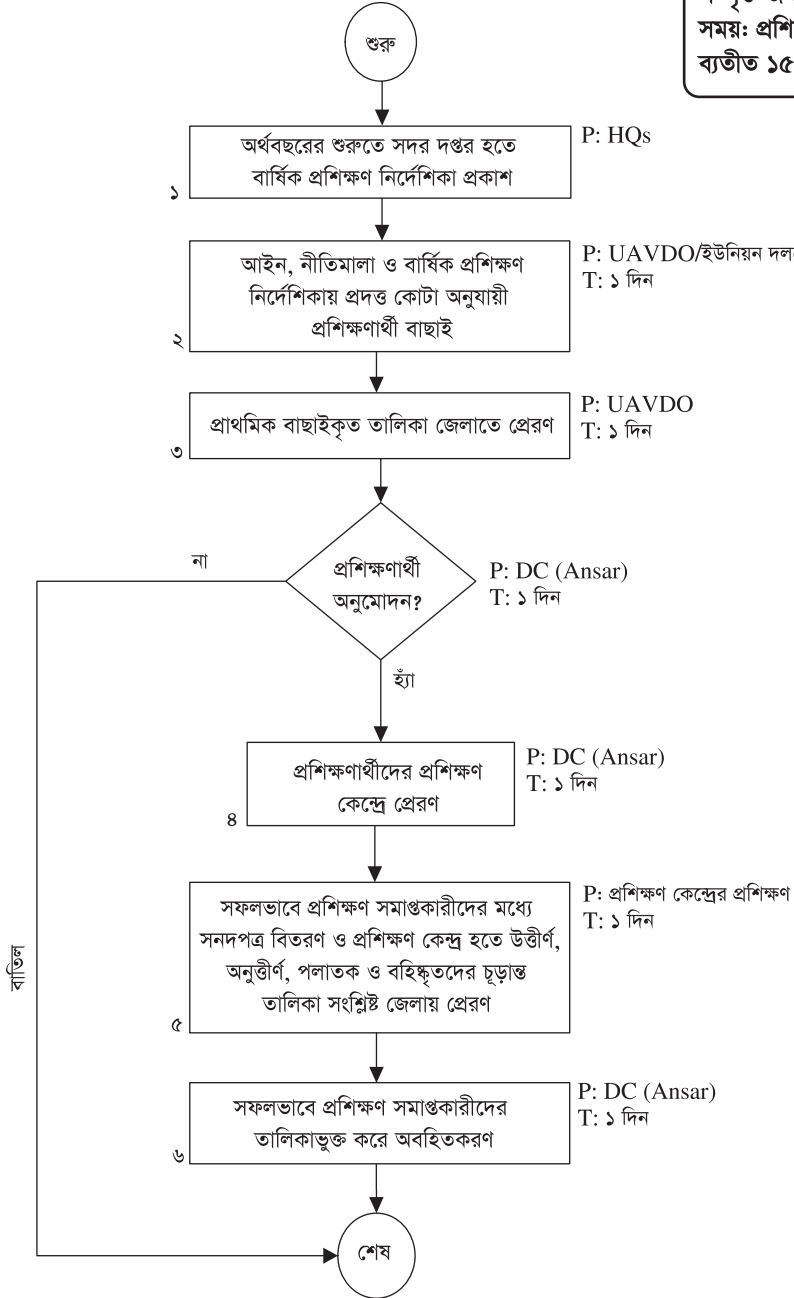 শুরু
সময়: 
ব্যতীত ১৫
অর্থবছরের শুরুতে সদর দপ্তর হতে
বার্ষিক প্রশিক্ষণ নির্দেশিকা প্রকাশ
১
P: HQs
আইন, নীতিমালা ও বার্ষিক প্রশিক্ষণ
নির্দেশিকায় প্রদত্ত কোটা অনুযায়ী
প্রশিক্ষণার্থী বাছাই
২
P: UAVDO/ইউনিয়ন
T: ১ দিন
প্রাথমিক বাছাইকৃত তালিকা জেলাতে প্রেরণ
৩
P: UAVDO
T: ১ দিন
না
প্রশিক্ষণার্থী
অনুমোদন?
P: DC (Ansar)
T: ১ দিন
হ্যাঁ
প্রশিক্ষণার্থীদের প্রশিক্ষণ
কেন্দ্রে প্রেরণ
৪
P: DC (Ansar)
T: ১ দিন
সফলভাবে প্রশিক্ষণ সমাপ্তকারীদের মধ্যে
সনদপত্র বিতরণ ও প্রশিক্ষণ কেন্দ্র হতে উত্তীর্ণ,
অনুত্তীর্ণ, পলাতক ও বহিষ্কৃতদের চূড়ান্ত
তালিকা সংশ্লিষ্ট জেলায় প্রেরণ
৫
P: প্রশিক্ষণ কেন্দ্রের প্রশিক্ষণ
T: ১ দিন
বাতিল
সফলভাবে প্রশিক্ষণ সমাপ্তকারীদের
তালিকাভুক্ত করে অবহিতকরণ
৬
P: DC (Ansar)
T: ১ দিন
শেষ